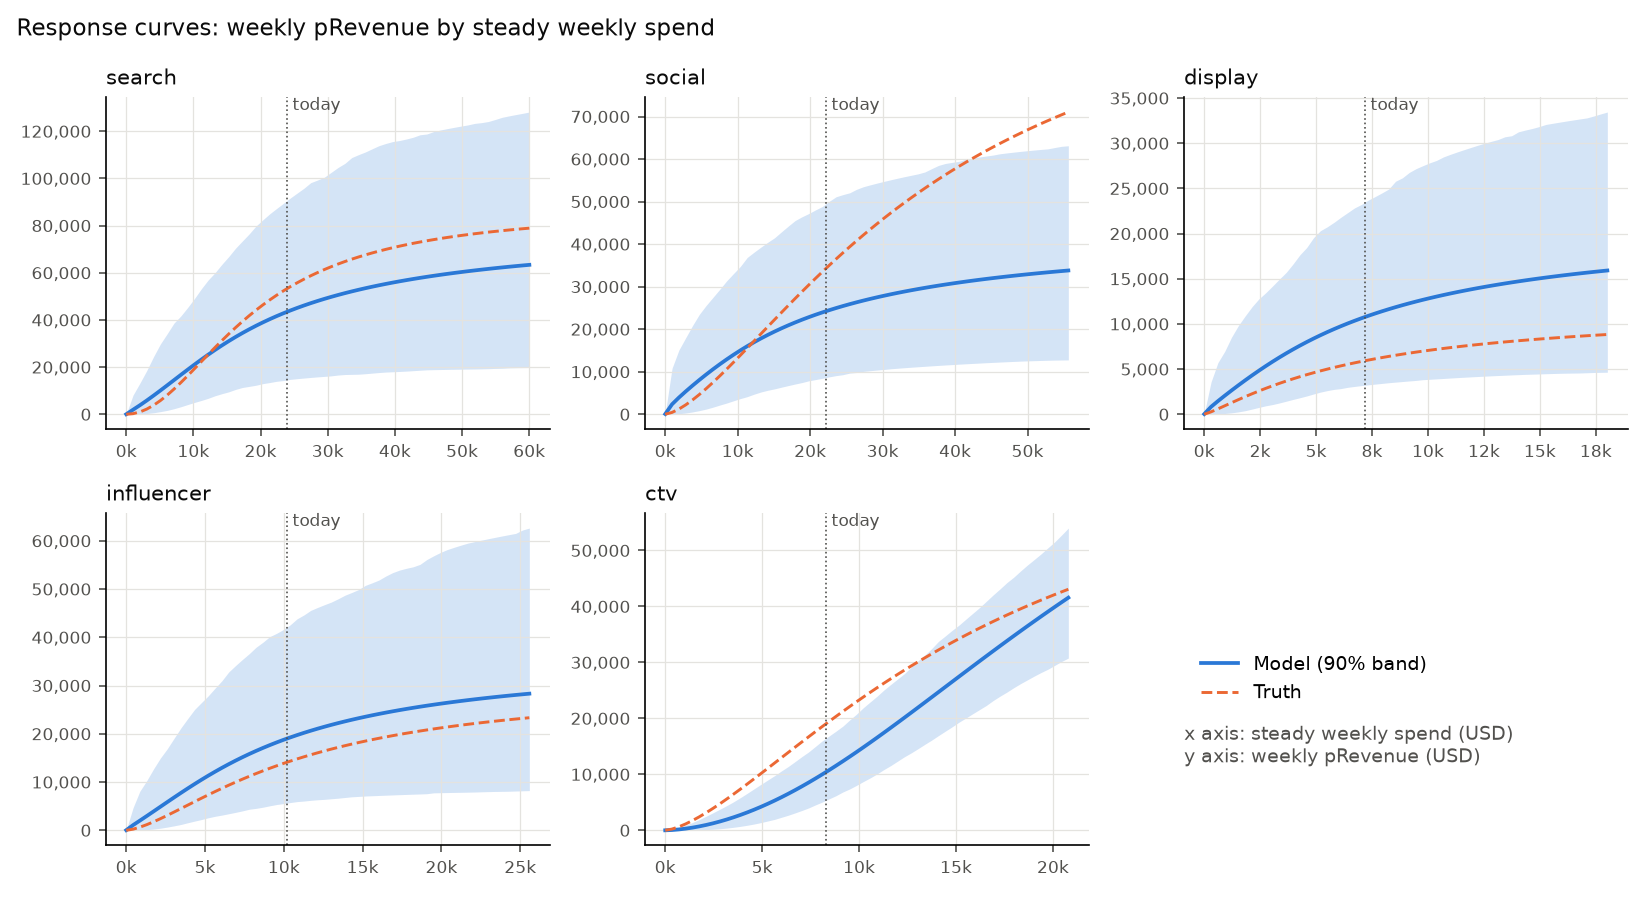 Response curves: weekly pRevenue by steady weekly spend
search
today
120,000
100,000
80,000
60,000
40,000
20,000
0
0k 10k 20k 30k 40k 50k 60k
social
today
70,000
60,000
50,000
40,000
30,000
20,000
10,000
0
0k 10k 20k 30k 40k 50k
display
today
35,000
30,000
25,000
20,000
15,000
10,000
5,000
0
0k 2k 5k 8k 10k 12k 15k 18k
influencer
today
60,000
50,000
40,000
30,000
20,000
10,000
0
0k 5k 10k 15k 20k 25k
ctv
today
50,000
40,000
30,000
20,000
10,000
0
0k 5k 10k 15k 20k
Model (90% band)
Truth
x axis: steady weekly spend (USD)
y axis: weekly pRevenue (USD)